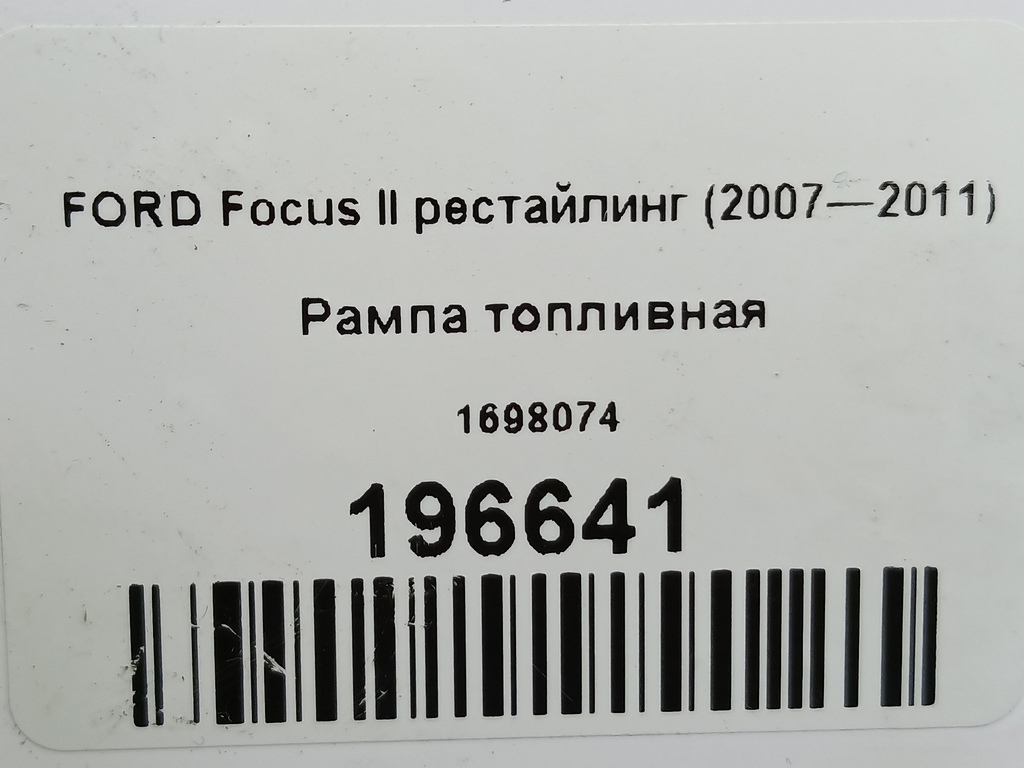 FORD Focus II рестайлинг (2007—2011)
Рампа топливная
1698074
196641